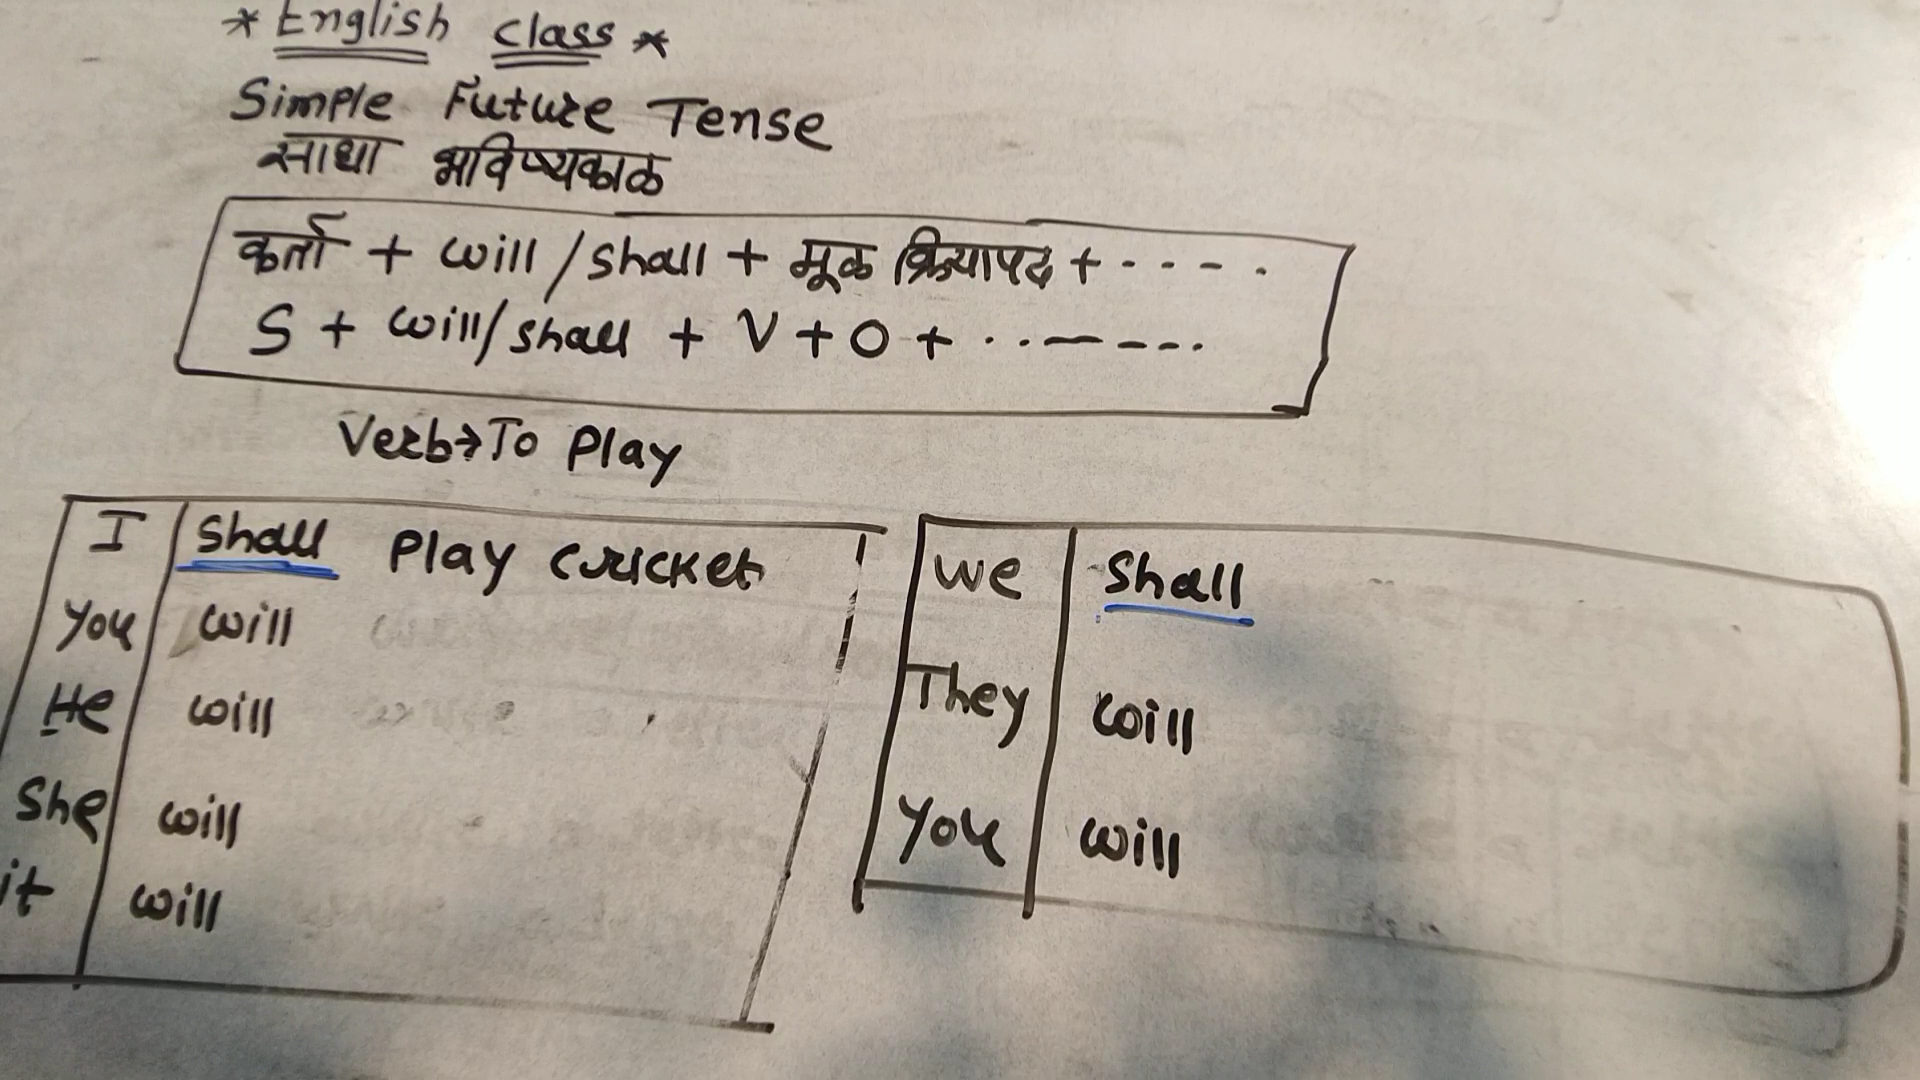 * English Class *
Simple Future Tense
साधा भविष्यकाळ
कर्ता + will / shall + मूळ क्रियापद + - - - - .
S + will/shall + V + O + . . - - - - .
Verb → To Play
I shall Play cricket
You will
He will
She will
it will
We shall
They will
You will